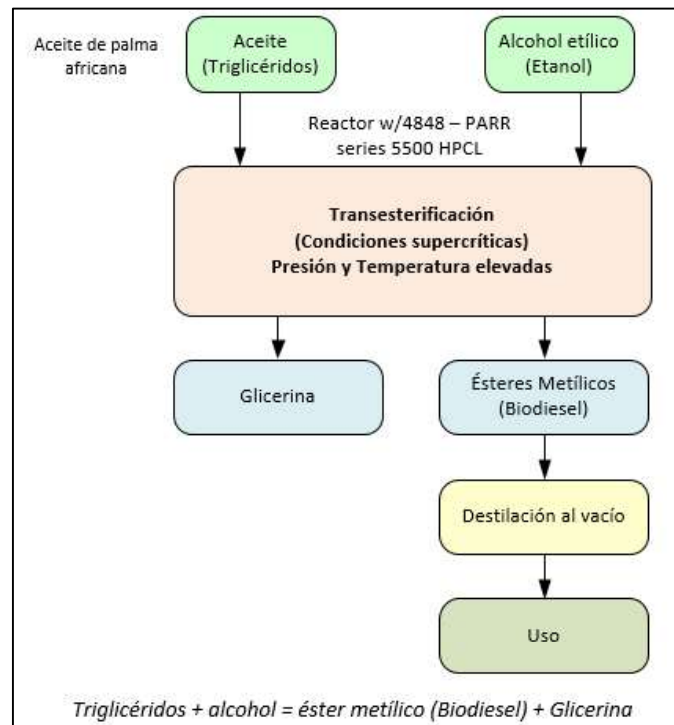 Aceite de palma
africana
Aceite
(Triglicéridos)
Alcohol etílico
(Etanol)
Reactor w/4848 – PARR
series 5500 HPCL
Transesterificación
(Condiciones supercríticas)
Presión y Temperatura elevadas
Glicerina
Ésteres Metílicos
(Biodiesel)
Destilación al vacío
Uso
Triglicéridos + alcohol = éster metílico (Biodiesel) + Glicerina